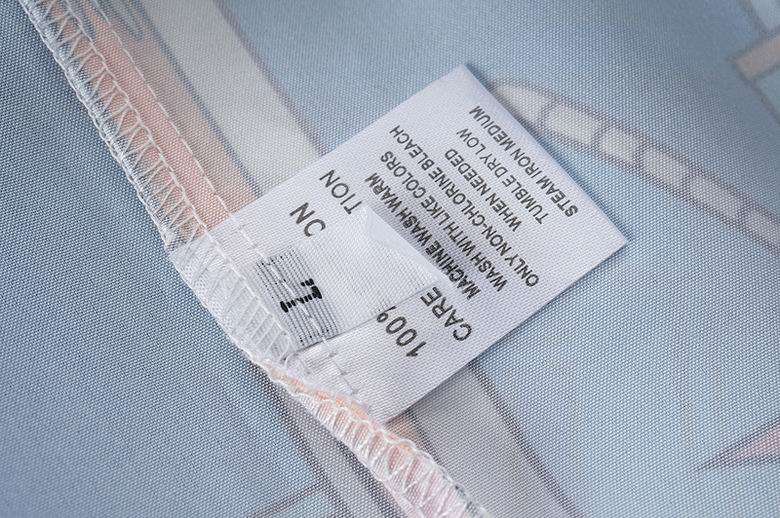 100%
CARE TION
MACHINE WASH WARM
WASH WITH LIKE COLORS
ONLY NON-CHLORINE BLEACH
WHEN NEEDED
TUMBLE DRY LOW
STEAM IRON MEDIUM